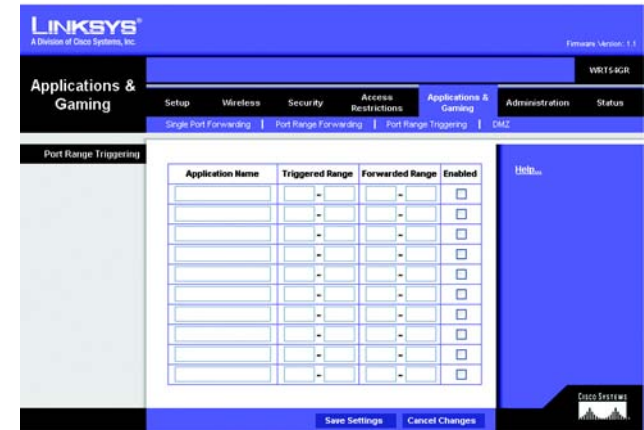 LINKSYS®
A Division of Cisco Systems, Inc.
Firmware Version: 1.1
WRT54GR
Applications & Gaming
Setup Wireless Security Access Restrictions Applications & Gaming Administration Status
Single Port Forwarding | Port Range Forwarding | Port Range Triggering | DMZ
Port Range Triggering
Application Name Triggered Range Forwarded Range Enabled
Help...
-  -
-  -
-  -
-  -
-  -
-  -
-  -
-  -
-  -
-  -
CISCO SYSTEMS
Save Settings Cancel Changes